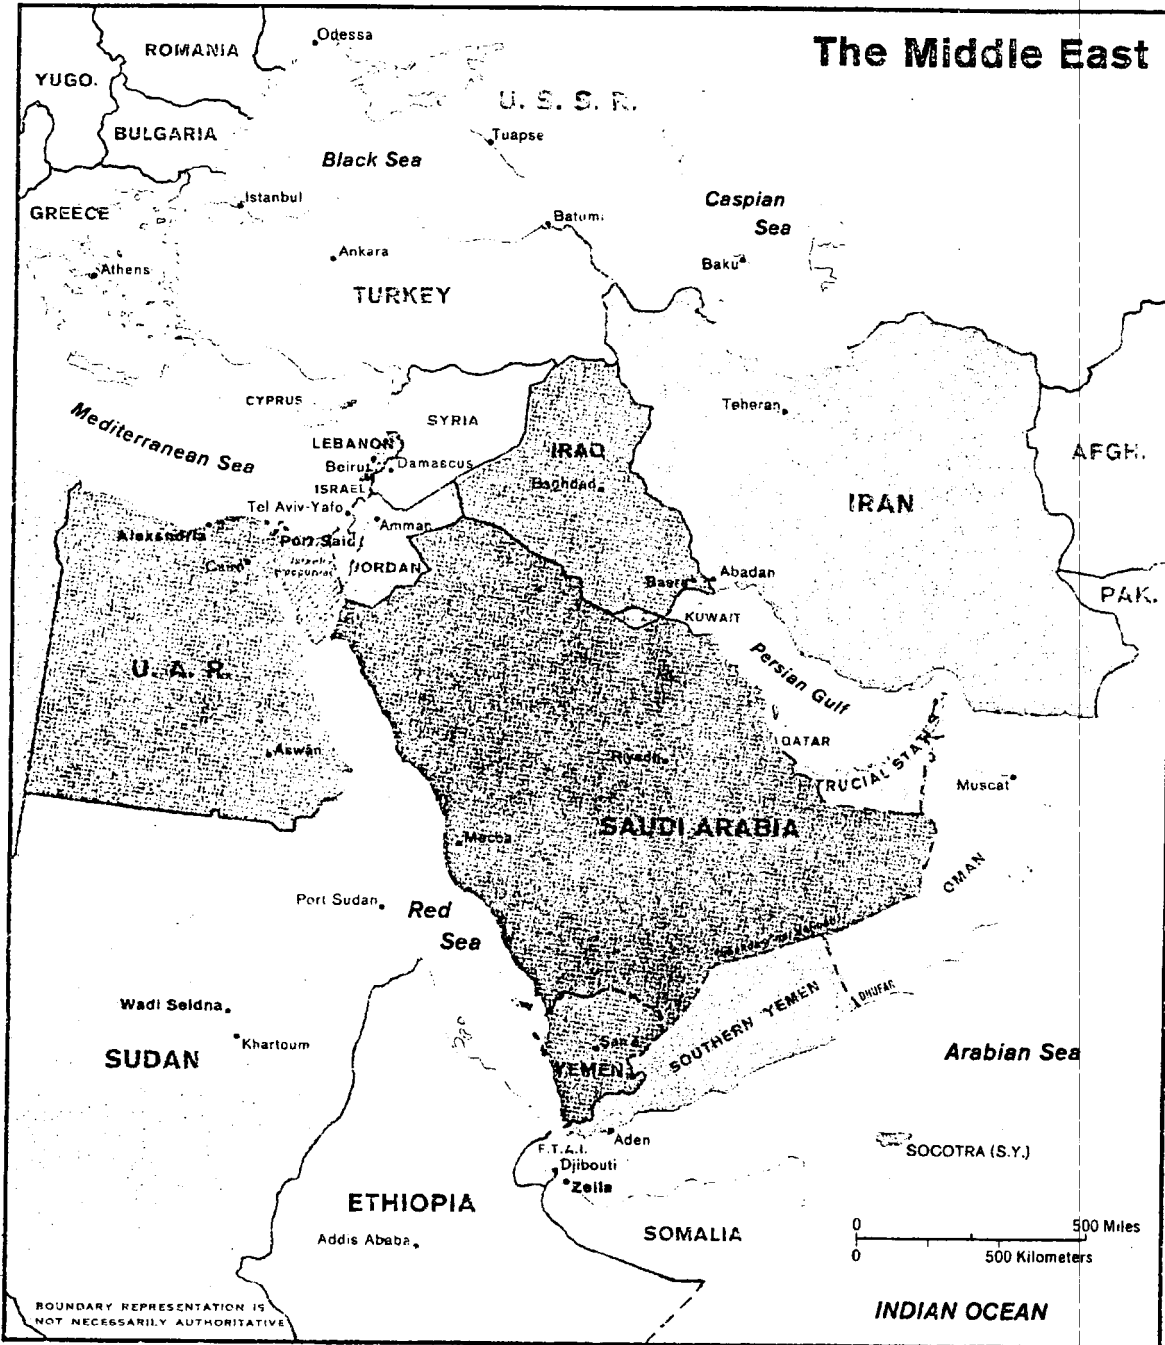 The Middle East
ROMANIA
Odessa
YUGO.
U. S. S. R.
BULGARIA
Tuapse
Black Sea
Istanbul
Caspian
Sea
GREECE
Batumi
Ankara
Baku
Athens
TURKEY
CYPRUS
Teheran
Mediterranean Sea
SYRIA
LEBANON
IRAQ
AFGH.
Beirut
Damascus
ISRAEL
Baghdad
IRAN
Tel Aviv-Yafo
Amman
Alexandria
Port Said
Cairo
JORDAN
Abadan
Basra
PAK.
KUWAIT
U. A. R.
Persian Gulf
QATAR
Aswân
Riyadh
TRUCIAL STATES
Muscat
SAUDI ARABIA
Mecca
OMAN
Port Sudan
Red
Sea
DHUFAR
Wadi Seidna
SOUTHERN YEMEN
Khartoum
San'a
Arabian Sea
SUDAN
YEMEN
Aden
F.T.A.I.
SOCOTRA (S.Y.)
Djibouti
Zeila
ETHIOPIA
Addis Ababa
SOMALIA
0 500 Miles
0 500 Kilometers
BOUNDARY REPRESENTATION IS
NOT NECESSARILY AUTHORITATIVE
INDIAN OCEAN